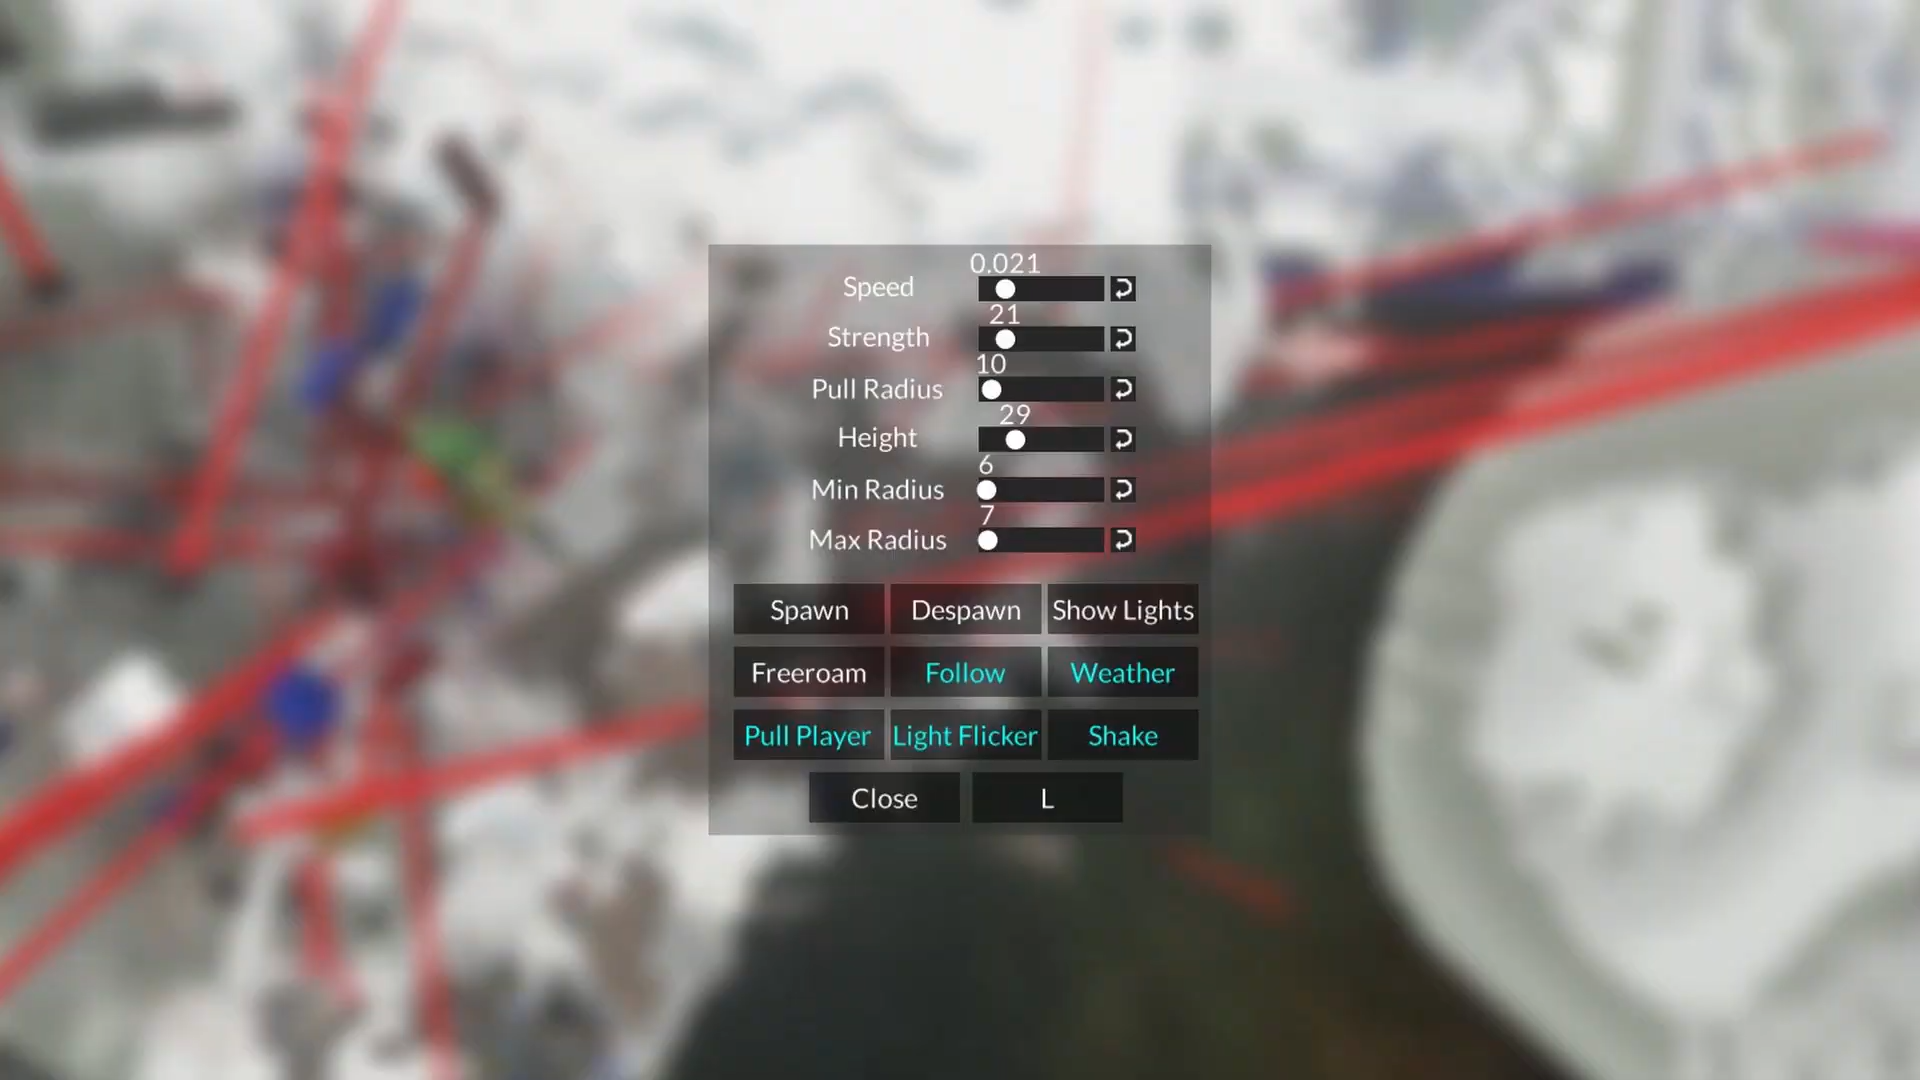 0.021
Speed
21
Strength
10
Pull Radius
29
Height
6
Min Radius
7
Max Radius
Spawn Despawn Show Lights
Freeroam Follow Weather
Pull Player Light Flicker Shake
Close L